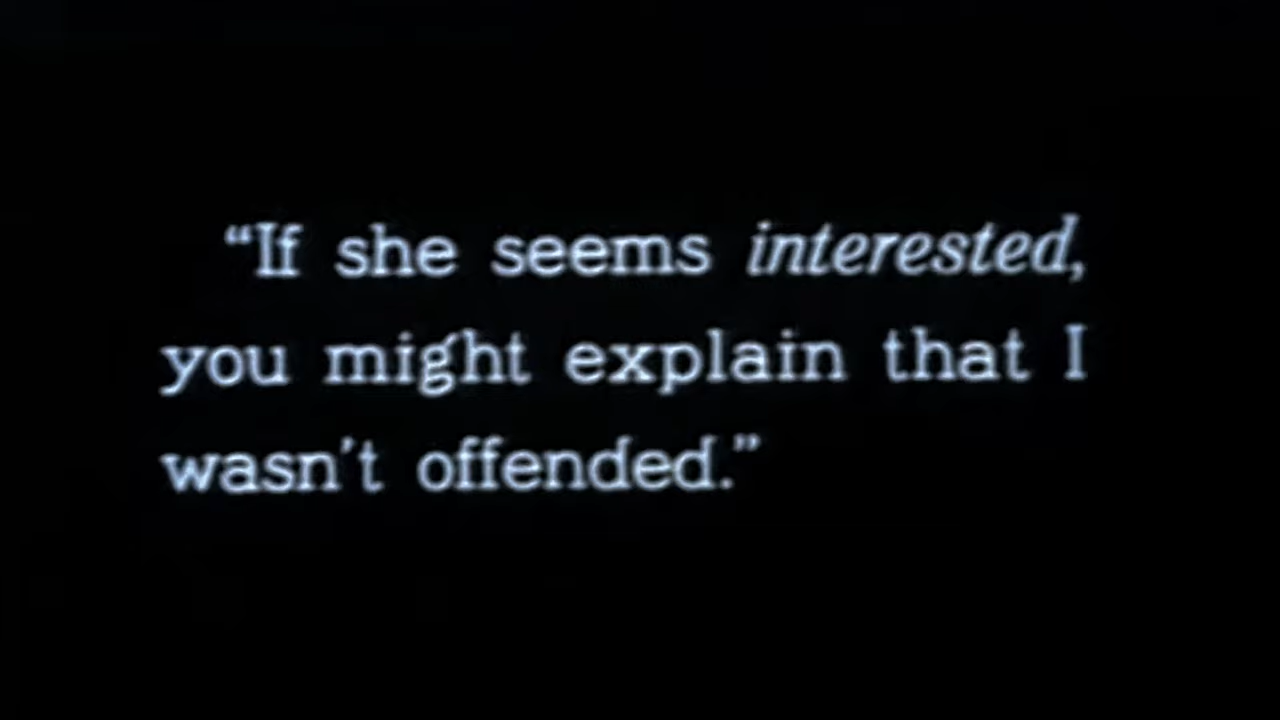 “If she seems interested,
you might explain that I
wasn't offended.”